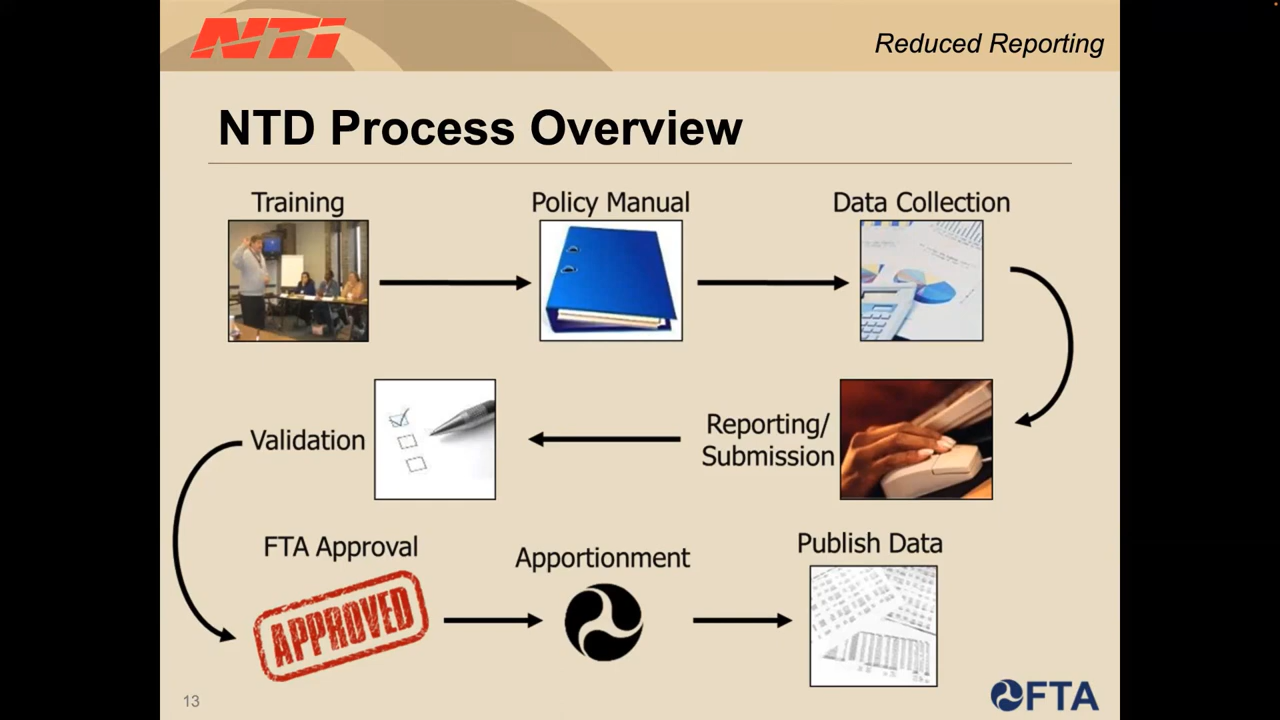 NTI
Reduced Reporting
NTD Process Overview
Training
Policy Manual
Data Collection
Reporting/
Submission
Validation
FTA Approval
APPROVED
Apportionment
Publish Data
13
FTA